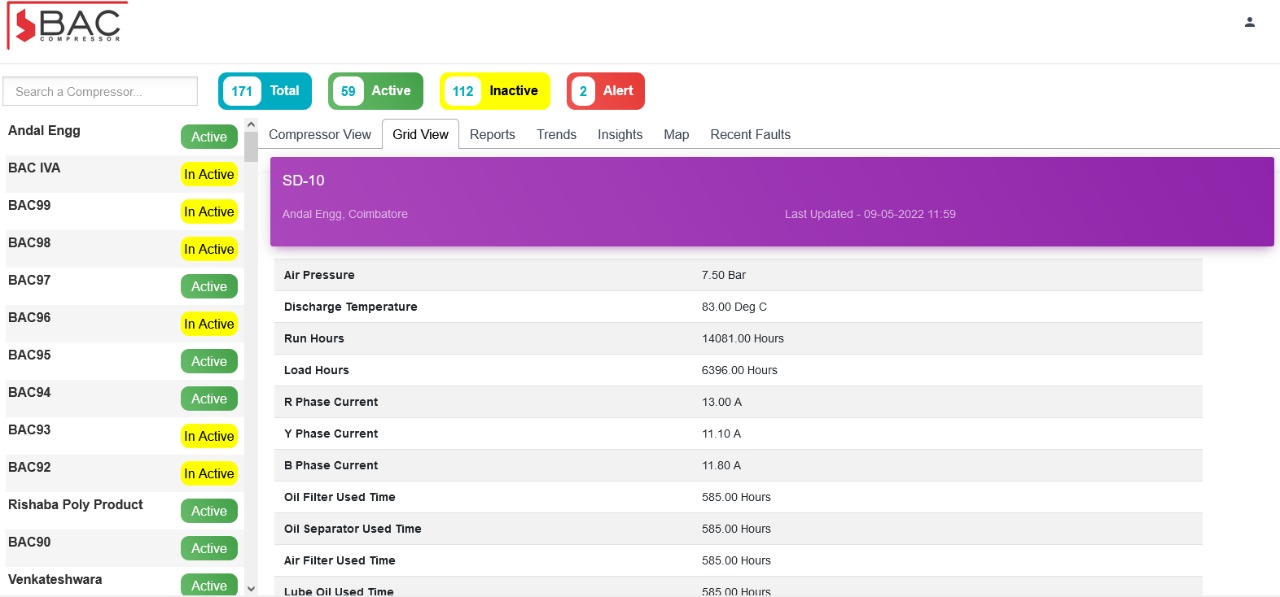 BAC
COMPRESSOR
Search a Compressor...
171 Total
59 Active
112 Inactive
2 Alert
Andal Engg Active
BAC IVA In Active
BAC99 In Active
BAC98 In Active
BAC97 Active
BAC96 In Active
BAC95 Active
BAC94 Active
BAC93 In Active
BAC92 In Active
Rishaba Poly Product Active
BAC90 Active
Venkateshwara Active
Compressor View Grid View Reports Trends Insights Map Recent Faults
SD-10
Andal Engg, Coimbatore Last Updated - 09-05-2022 11:59
Air Pressure 7.50 Bar
Discharge Temperature 83.00 Deg C
Run Hours 14081.00 Hours
Load Hours 6396.00 Hours
R Phase Current 13.00 A
Y Phase Current 11.10 A
B Phase Current 11.80 A
Oil Filter Used Time 585.00 Hours
Oil Separator Used Time 585.00 Hours
Air Filter Used Time 585.00 Hours
Lube Oil Used Time 585.00 Hours